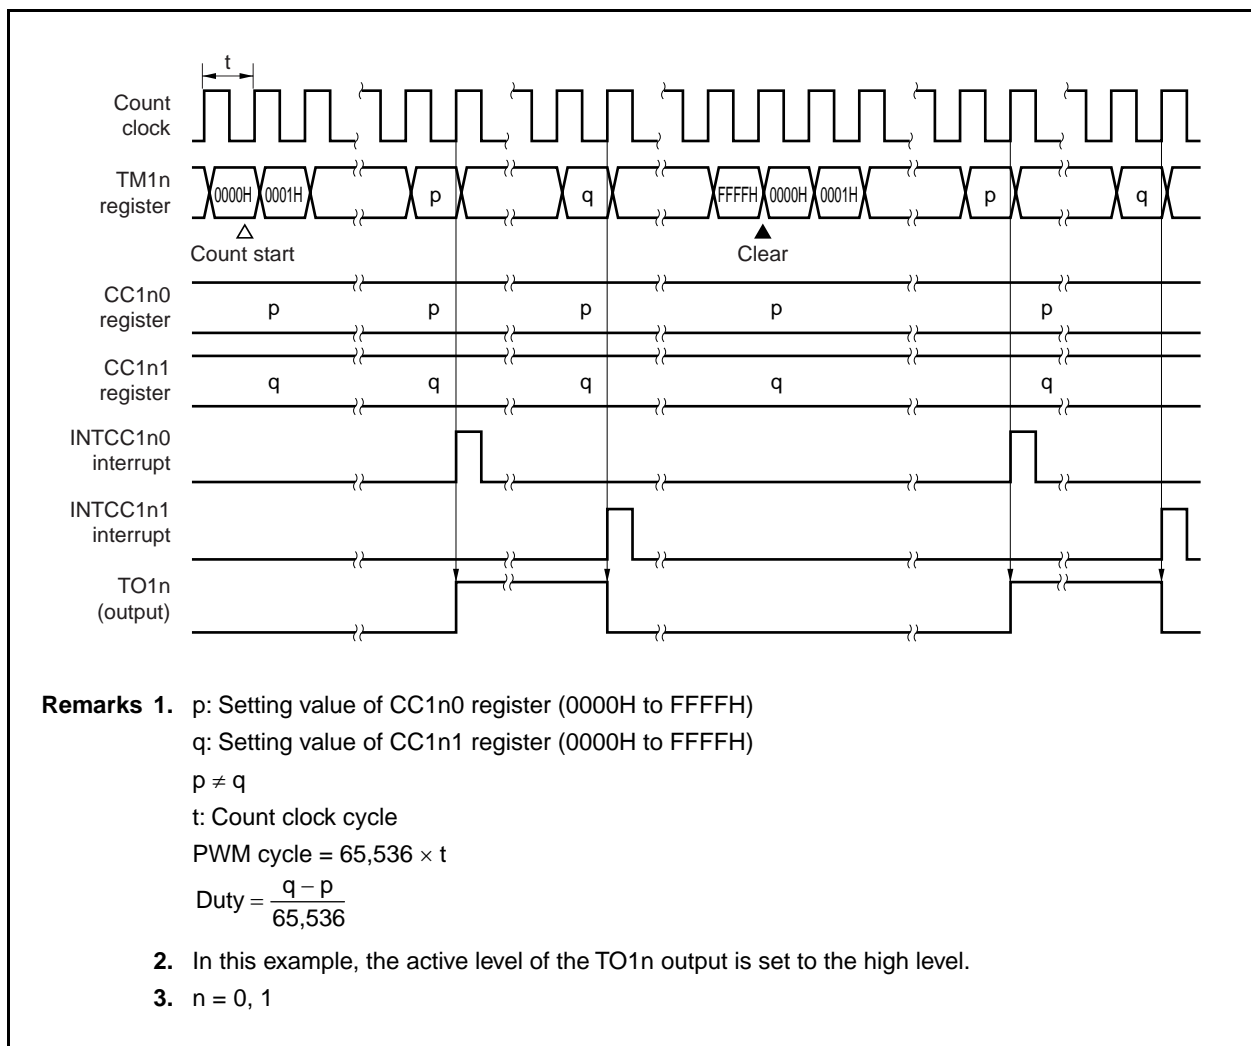 t
Count
clock
TM1n
register
0000H 0001H p q FFFFH 0000H 0001H p q
Count start
Clear
CC1n0
register
p p p p p
CC1n1
register
q q q q q
INTCC1n0
interrupt
INTCC1n1
interrupt
TO1n
(output)
Remarks 1. p: Setting value of CC1n0 register (0000H to FFFFH)
q: Setting value of CC1n1 register (0000H to FFFFH)
p ≠ q
t: Count clock cycle
PWM cycle = 65,536 × t
Duty = q – p
65,536
2. In this example, the active level of the TO1n output is set to the high level.
3. n = 0, 1